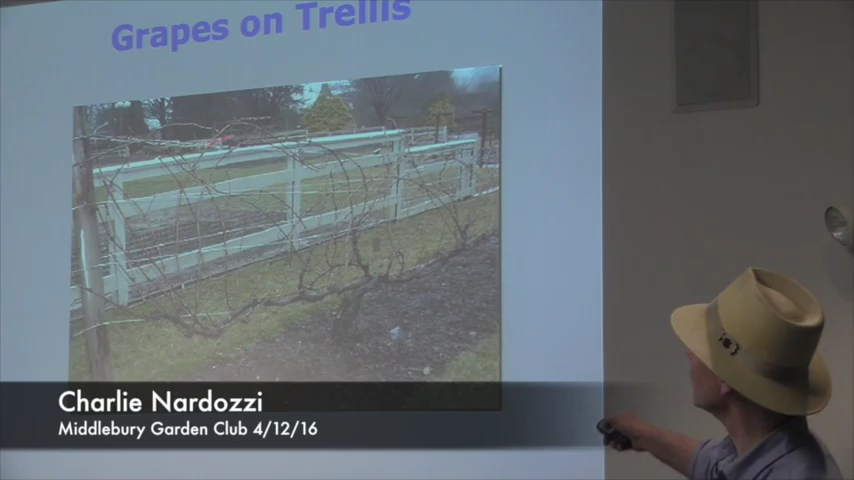 Grapes on Trellis
Charlie Nardozzi
Middlebury Garden Club 4/12/16